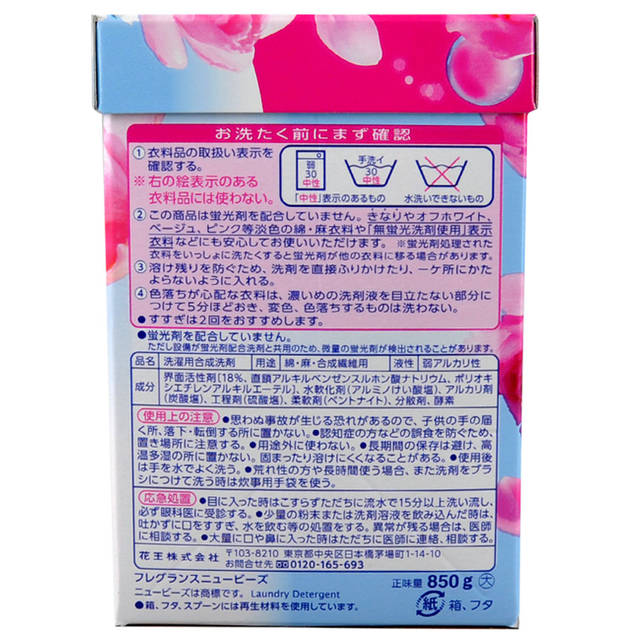 お洗たく前にまず確認
① 衣料品の取扱い表示を
確認する。
※右の絵表示のある
衣料品には使わない。
弱
30
中性
手洗イ
30
中性
「中性」表示のあるもの
水洗いできないもの
② この商品は蛍光剤を配合していません。きなりやオフホワイト、
ベージュ、ピンク等淡色の綿・麻衣料や「無蛍光洗剤使用」表示
衣料などにも安心してお使いいただけます。 ※蛍光剤処理された
衣料をいっしょに洗たくすると蛍光剤が他の衣料に移る場合があります。
③ 溶け残りを防ぐため、洗剤を直接ふりかけたり、一ケ所にかた
よらないように入れる。
④ 色落ちが心配な衣料は、濃いめの洗剤液を目立たない部分に
つけて5分ほどおき、変色、色落ちするものは洗わない。
●すすぎは2回をおすすめします。
●蛍光剤を配合していません。
ただし設備が蛍光剤配合洗剤と共用のため、微量の蛍光剤が検出されることがあります。
品名 洗濯用合成洗剤 用途 綿・麻・合成繊維用 液性 弱アルカリ性
成分 界面活性剤[18%、直鎖アルキルベンゼンスルホン酸ナトリウム、ポリオキ
シエチレンアルキルエーテル]、水軟化剤(アルミノけい酸塩)、アルカリ剤
(炭酸塩)、工程剤(硫酸塩)、柔軟剤(ベントナイト)、分散剤、酵素
使用上の注意 ●思わぬ事故が生じる恐れがあるので、子供の手の届
く所、落下・転倒する所に置かない。●認知症の方などの誤食を防ぐため、
置き場所に注意する。●用途外に使わない。●長期間の保存は避け、高
温多湿の所に置かない。固まったり溶けにくくなることがある。●使用後
は手を水でよく洗う。●荒れ性の方や長時間使う場合、また洗剤をブラ
シにつけて洗う時は炊事用手袋を使う。
応急処置 ●目に入った時はこすらずただちに流水で15分以上洗い流し、
必ず眼科医に受診する。●少量の粉末または洗剤溶液を飲み込んだ時は、
吐かずに口をすすぎ、水を飲む等の処置をする。異常が残る場合は、医師
に相談する。●大量に口や鼻に入った時はただちに医師に連絡、相談する。
花王株式会社
〒103-8210 東京都中央区日本橋茅場町1-14-10
お問合せ先 0120-165-693
フレグランスニュービーズ
正味量 850g 大
ニュービーズは商標です。 Laundry Detergent
●箱、フタ、スプーンには再生材料を使用しています。
紙 箱、フタ